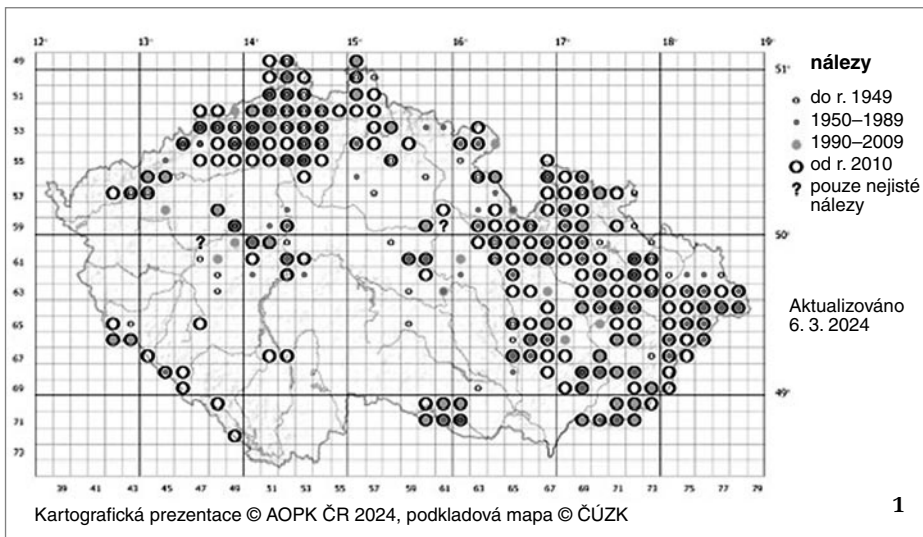 12° 13° 14° 15° 16° 17° 18° 19°
49 51 53 55 57 59 61 63 65 67 69 71 73
51° 50° 49°
?
?
39 41 43 45 47 49 51 53 55 57 59 61 63 65 67 69 71 73 75 77 79
nálezy
do r. 1949
1950–1989
1990–2009
od r. 2010
? pouze nejisté
nálezy
Aktualizováno
6. 3. 2024
Kartografická prezentace © AOPK ČR 2024, podkladová mapa © ČÚZK
1